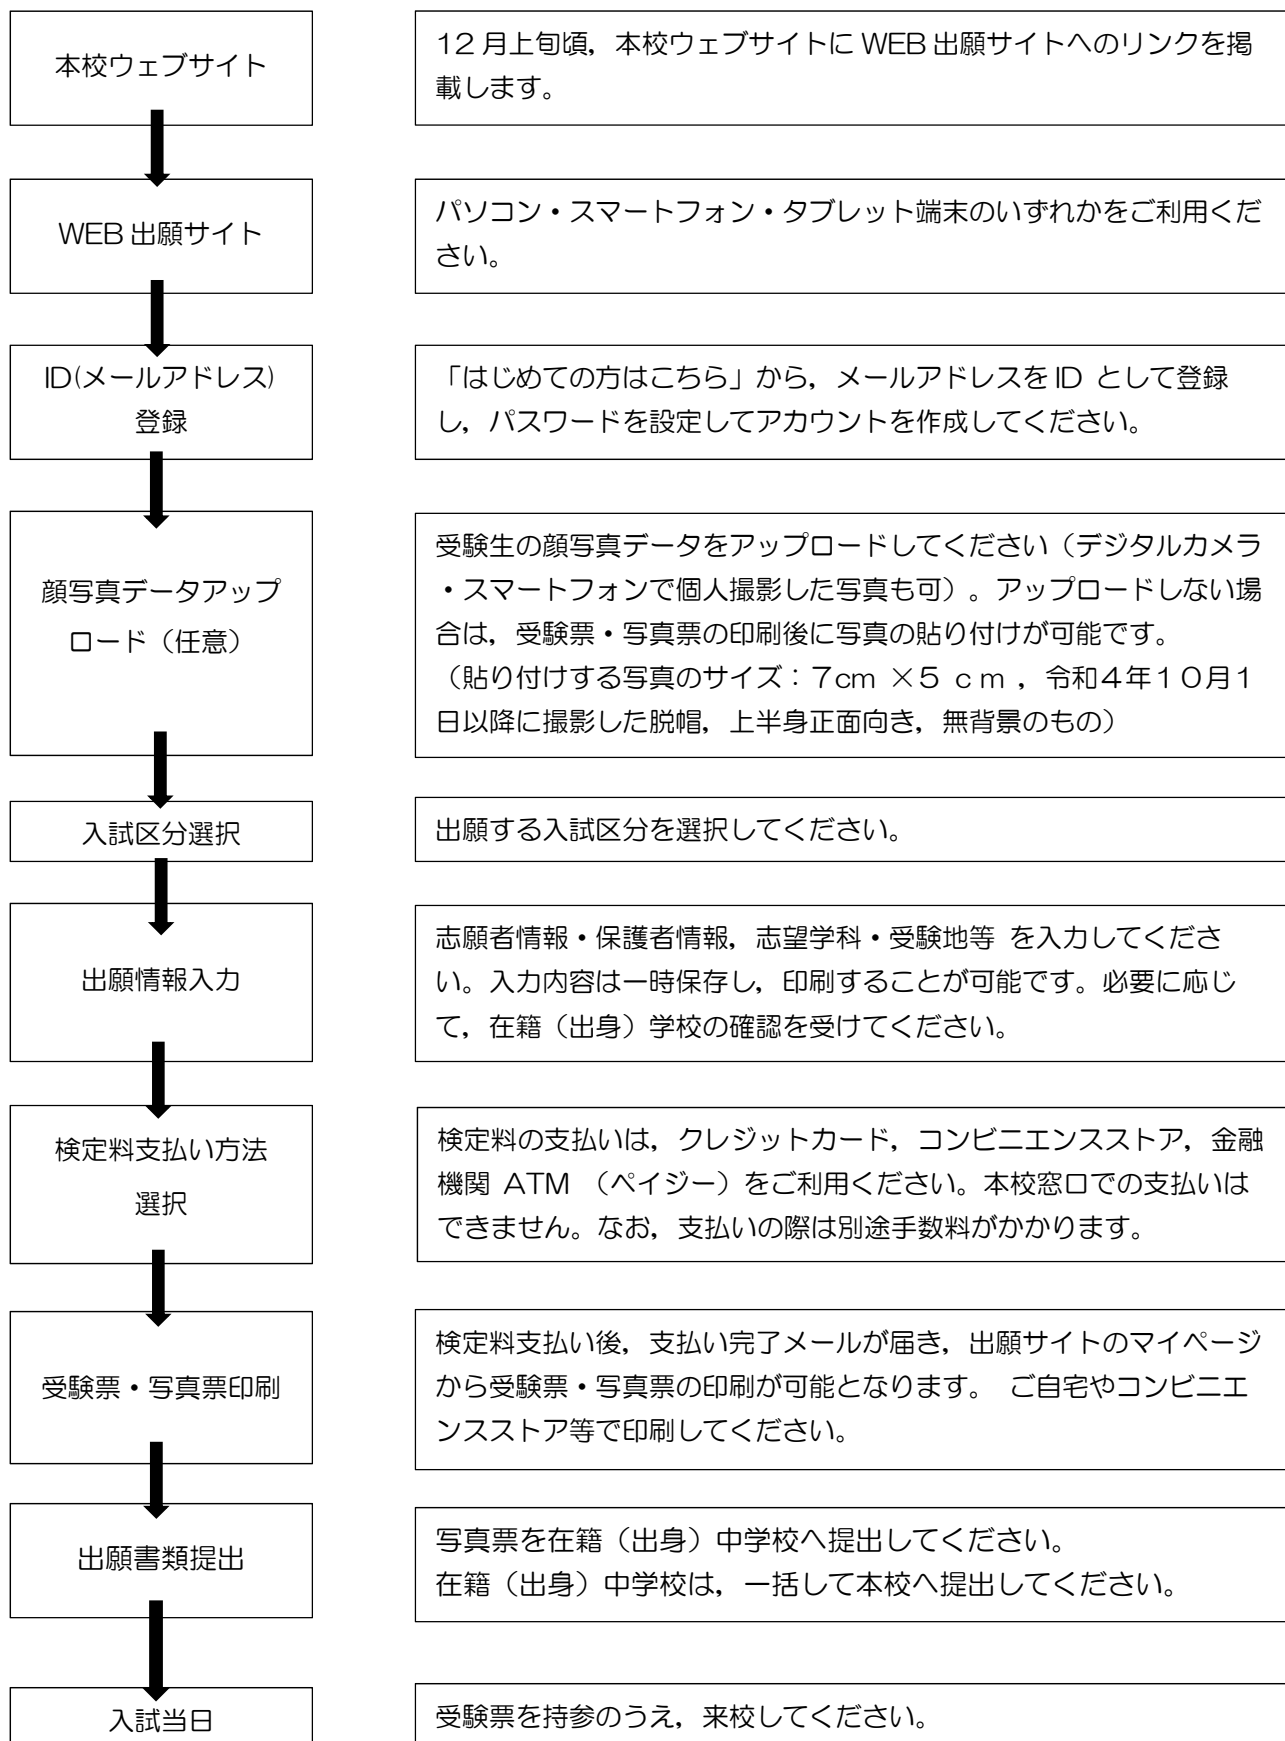 本校ウェブサイト
12月上旬頃，本校ウェブサイトに WEB 出願サイトへのリンクを掲
載します。
WEB 出願サイト
パソコン・スマートフォン・タブレット端末のいずれかをご利用くだ
さい。
ID(メールアドレス)
登録
「はじめての方はこちら」から，メールアドレスを ID として登録
し，パスワードを設定してアカウントを作成してください。
顔写真データアップ
ロード（任意）
受験生の顔写真データをアップロードしてください（デジタルカメラ
・スマートフォンで個人撮影した写真も可）。アップロードしない場
合は，受験票・写真票の印刷後に写真の貼り付けが可能です。
（貼り付けする写真のサイズ：７cm ×５ｃｍ，令和４年１０月１
日以降に撮影した脱帽，上半身正面向き，無背景のもの）
入試区分選択
出願する入試区分を選択してください。
出願情報入力
志願者情報・保護者情報，志望学科・受験地等 を入力してくださ
い。入力内容は一時保存し，印刷することが可能です。必要に応じ
て，在籍（出身）学校の確認を受けてください。
検定料支払い方法
選択
検定料の支払いは，クレジットカード，コンビニエンスストア，金融
機関 ATM （ペイジー）をご利用ください。本校窓口での支払いは
できません。なお，支払いの際は別途手数料がかかります。
受験票・写真票印刷
検定料支払い後，支払い完了メールが届き，出願サイトのマイページ
から受験票・写真票の印刷が可能となります。 ご自宅やコンビニエ
ンスストア等で印刷してください。
出願書類提出
写真票を在籍（出身）中学校へ提出してください。
在籍（出身）中学校は，一括して本校へ提出してください。
入試当日
受験票を持参のうえ，来校してください。